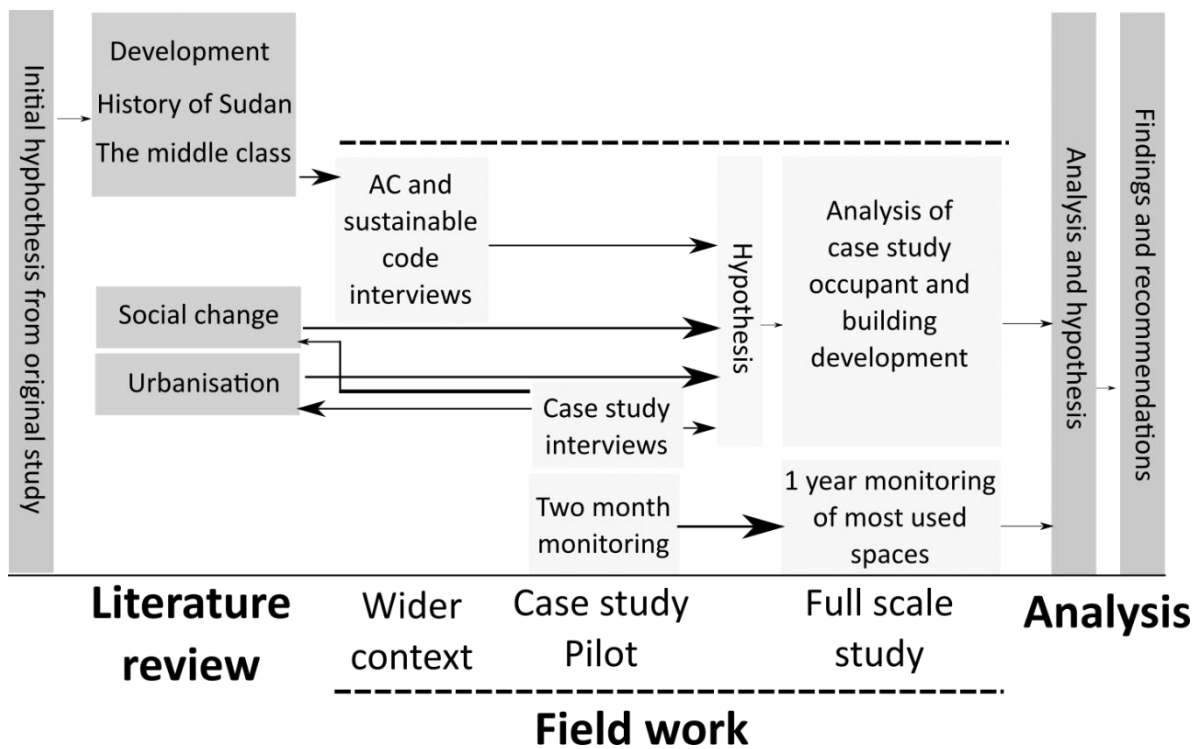 Initial hyphothesis from original study
Development
History of Sudan
The middle class
Social change
Urbanisation
AC and
sustainable
code
interviews
Case study
interviews
Two month
monitoring
Hypothesis
Analysis of
case study
occupant and
building
development
1 year monitoring
of most used
spaces
Analysis and hypothesis
Findings and recommendations
Literature
review
Wider
context
Case study
Pilot
Full scale
study
Analysis
Field work